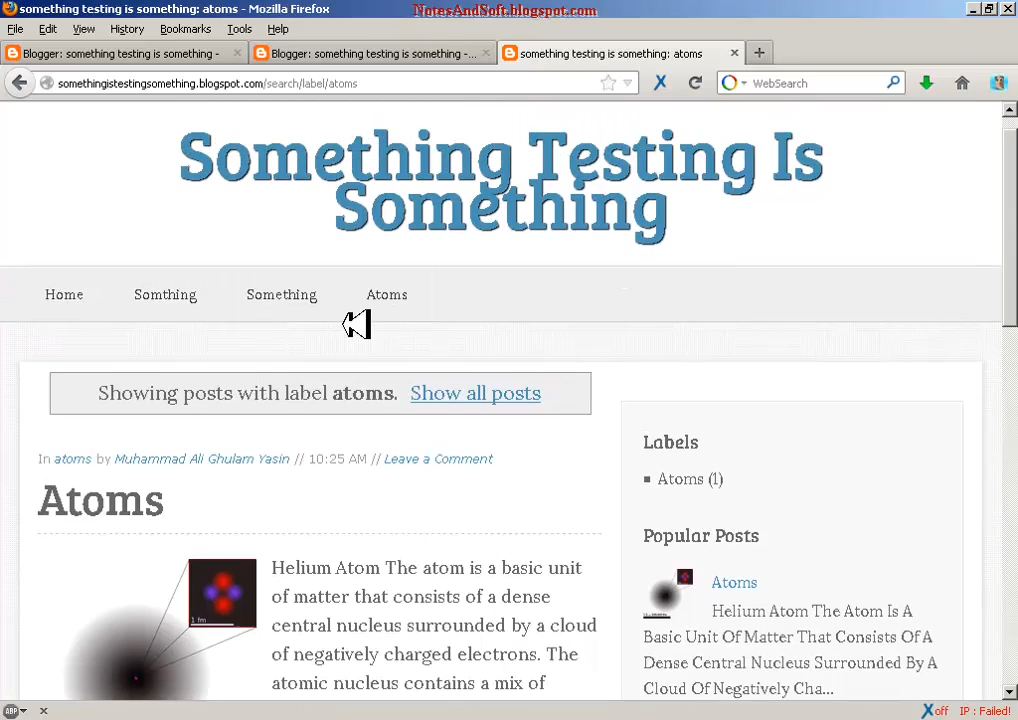 something testing is something: atoms - Mozilla Firefox
NotesAndSoft.blogspot.com
File Edit View History Bookmarks Tools Help
Blogger: something testing is something -
Blogger: something testing is something -...
something testing is something: atoms
somethingistestingsomething.blogspot.com/search/label/atoms
WebSearch
Something Testing Is
Something
Home Somthing Something Atoms
Showing posts with label atoms. Show all posts
In atoms by Muhammad Ali Ghulam Yasin // 10:25 AM // Leave a Comment
Atoms
1 fm
Helium Atom The atom is a basic unit
of matter that consists of a dense
central nucleus surrounded by a cloud
of negatively charged electrons. The
atomic nucleus contains a mix of
Labels
Atoms (1)
Popular Posts
Atoms
Helium Atom The Atom Is A
Basic Unit Of Matter That Consists Of A
Dense Central Nucleus Surrounded By A
Cloud Of Negatively Cha...
ABP
off IP : Failed!